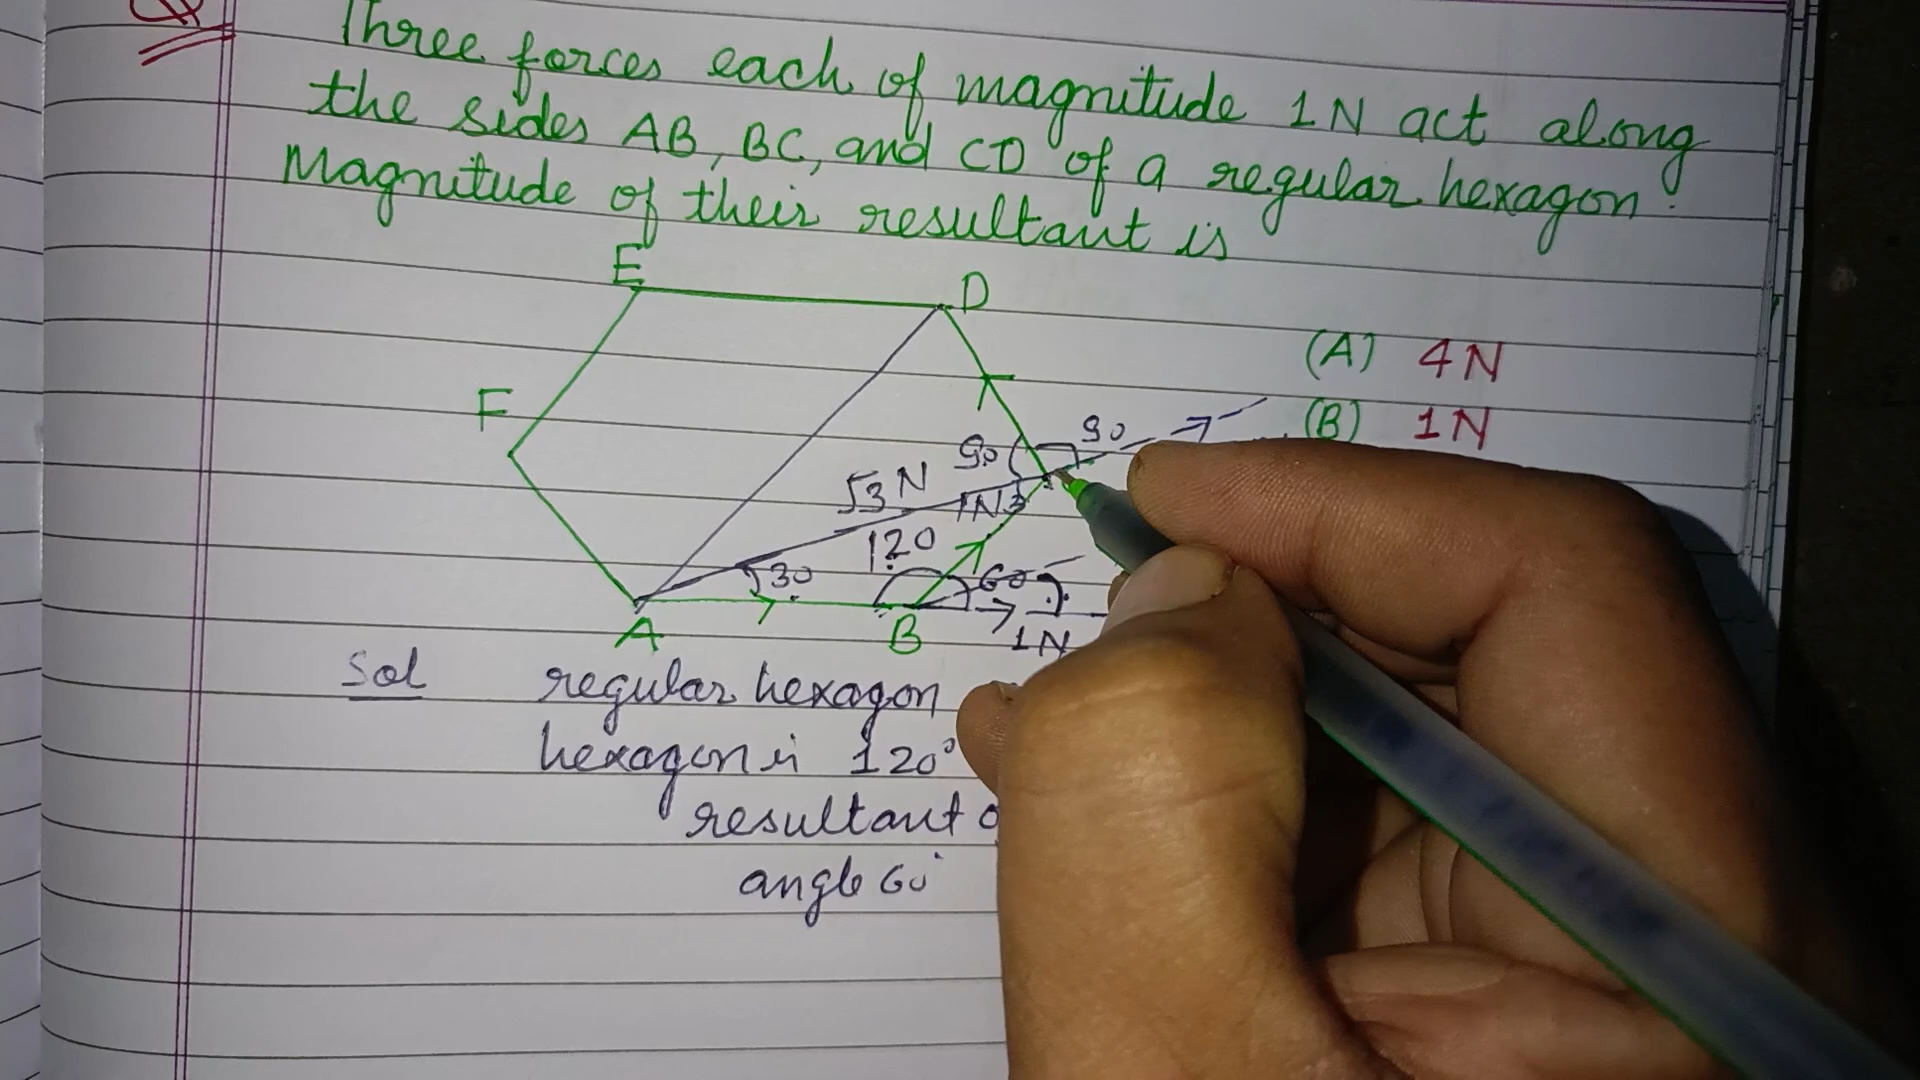 Three forces each of magnitude 1N act along
the sides AB, BC, and CD of a regular hexagon.
Magnitude of their resultant is
E
D
(A) 4N
F
(B) 1N
90
90
√3 N
1N
120
30
60
A
B
1N
Sol
regular hexagon
hexagon is 120°
resultant
angle 60°